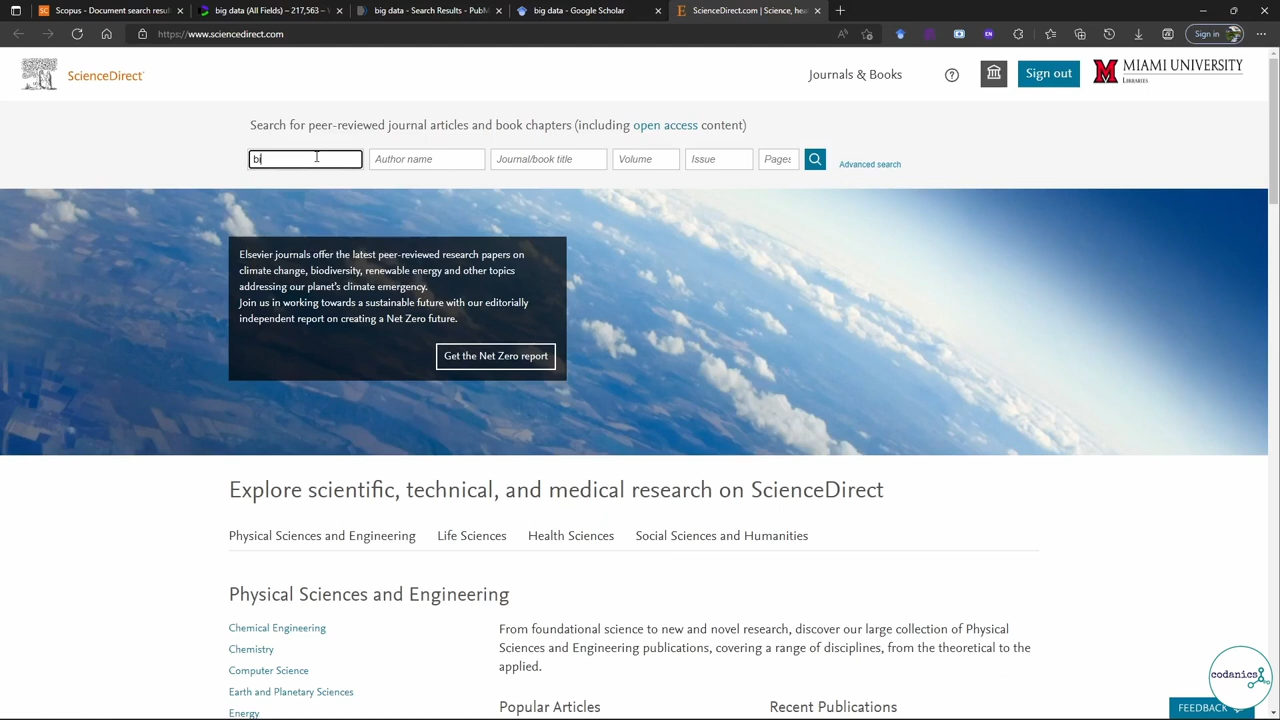 Scopus - Document search resul
big data (All Fields) – 217,563 –
big data - Search Results - PubM
big data - Google Scholar
ScienceDirect.com | Science, hea
https://www.sciencedirect.com
Sign in
ScienceDirect
Journals & Books
Sign out
MIAMI UNIVERSITY
LIBRARIES
Search for peer-reviewed journal articles and book chapters (including open access content)
bi
Author name
Journal/book title
Volume
Issue
Pages
Advanced search
Elsevier journals offer the latest peer-reviewed research papers on
climate change, biodiversity, renewable energy and other topics
addressing our planet's climate emergency.
Join us in working towards a sustainable future with our editorially
independent report on creating a Net Zero future.
Get the Net Zero report
Explore scientific, technical, and medical research on ScienceDirect
Physical Sciences and Engineering
Life Sciences
Health Sciences
Social Sciences and Humanities
Physical Sciences and Engineering
Chemical Engineering
Chemistry
Computer Science
Earth and Planetary Sciences
Energy
From foundational science to new and novel research, discover our large collection of Physical
Sciences and Engineering publications, covering a range of disciplines, from the theoretical to the
applied.
Popular Articles
Recent Publications
codanics
FEEDBACK